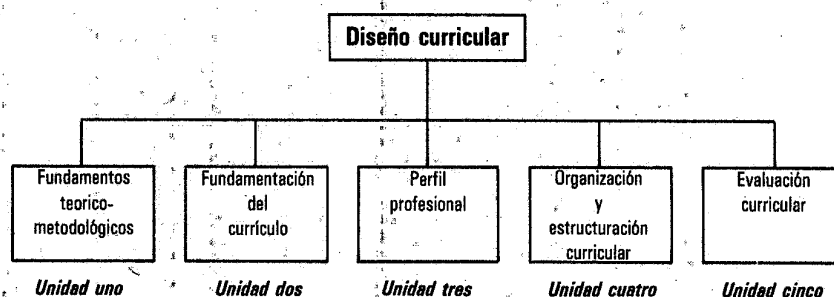 Diseño curricular
Fundamentos
teorico-
metodológicos
Fundamentación
del
currículo
Perfil
profesional
Organización
y
estructuración
curricular
Evaluación
curricular
Unidad uno
Unidad dos
Unidad tres
Unidad cuatro
Unidad cinco